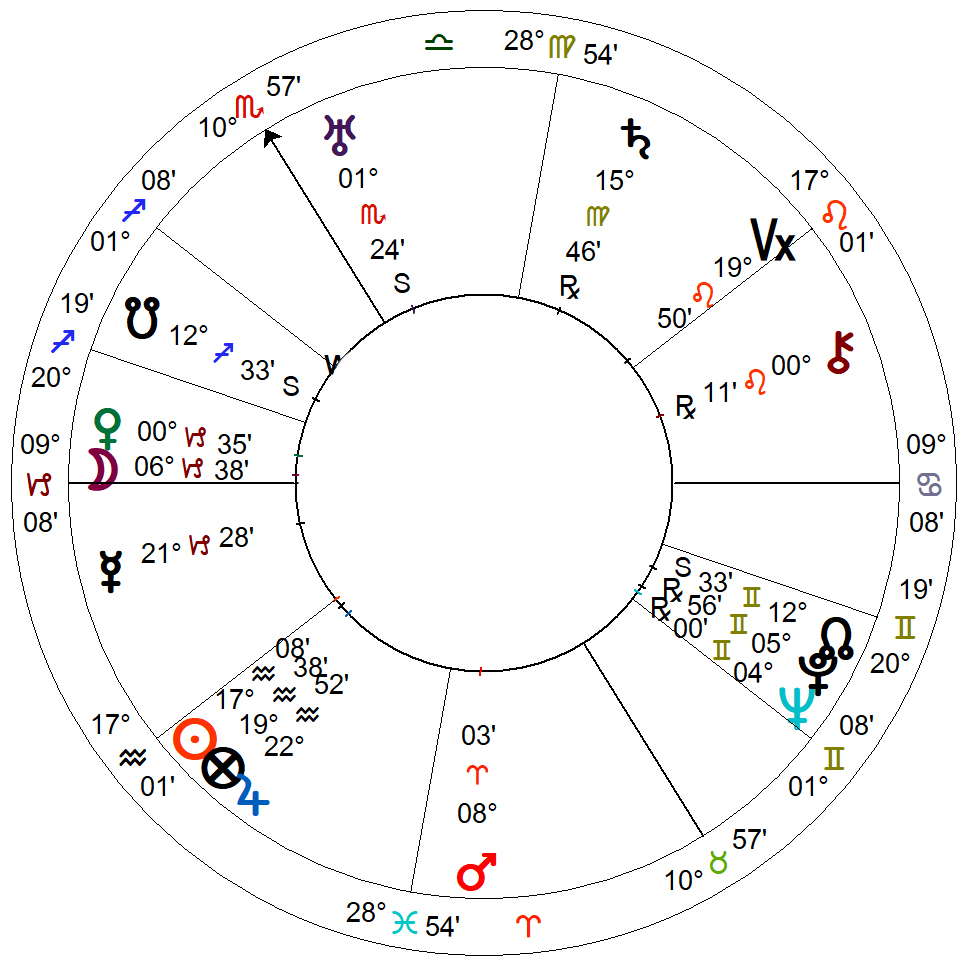 28° ♍ 54'
♎
57'
♏
10°
08'
♐
01°
19'
♐
20°
09°
♑
08'
17°
♒
01'
28° ♓ 54'
♈
10° ♉ 57'
01° ♊ 08'
20° ♊ 19'
09°
♋
08'
17°
♌
01'
♅
01°
♏
24'
S
♄
15°
♍
46'
℞
Vx
19°
♌
50'
℞ 11' ♌ 00° ⚷
☋ 12° ♐ 33' S
V
♀ 00° ♑ 35'
☽ 06° ♑ 38'
☿ 21° ♑ 28'
☉ 17° ♒ 08'
⊗ 19° ♒ 38'
♃ 22° ♒ 52'
03'
♈
08°
♂
S 33' ♊ 12° ☊
℞ 56' ♊ 05° ♇
℞ 00' ♊ 04° ♆